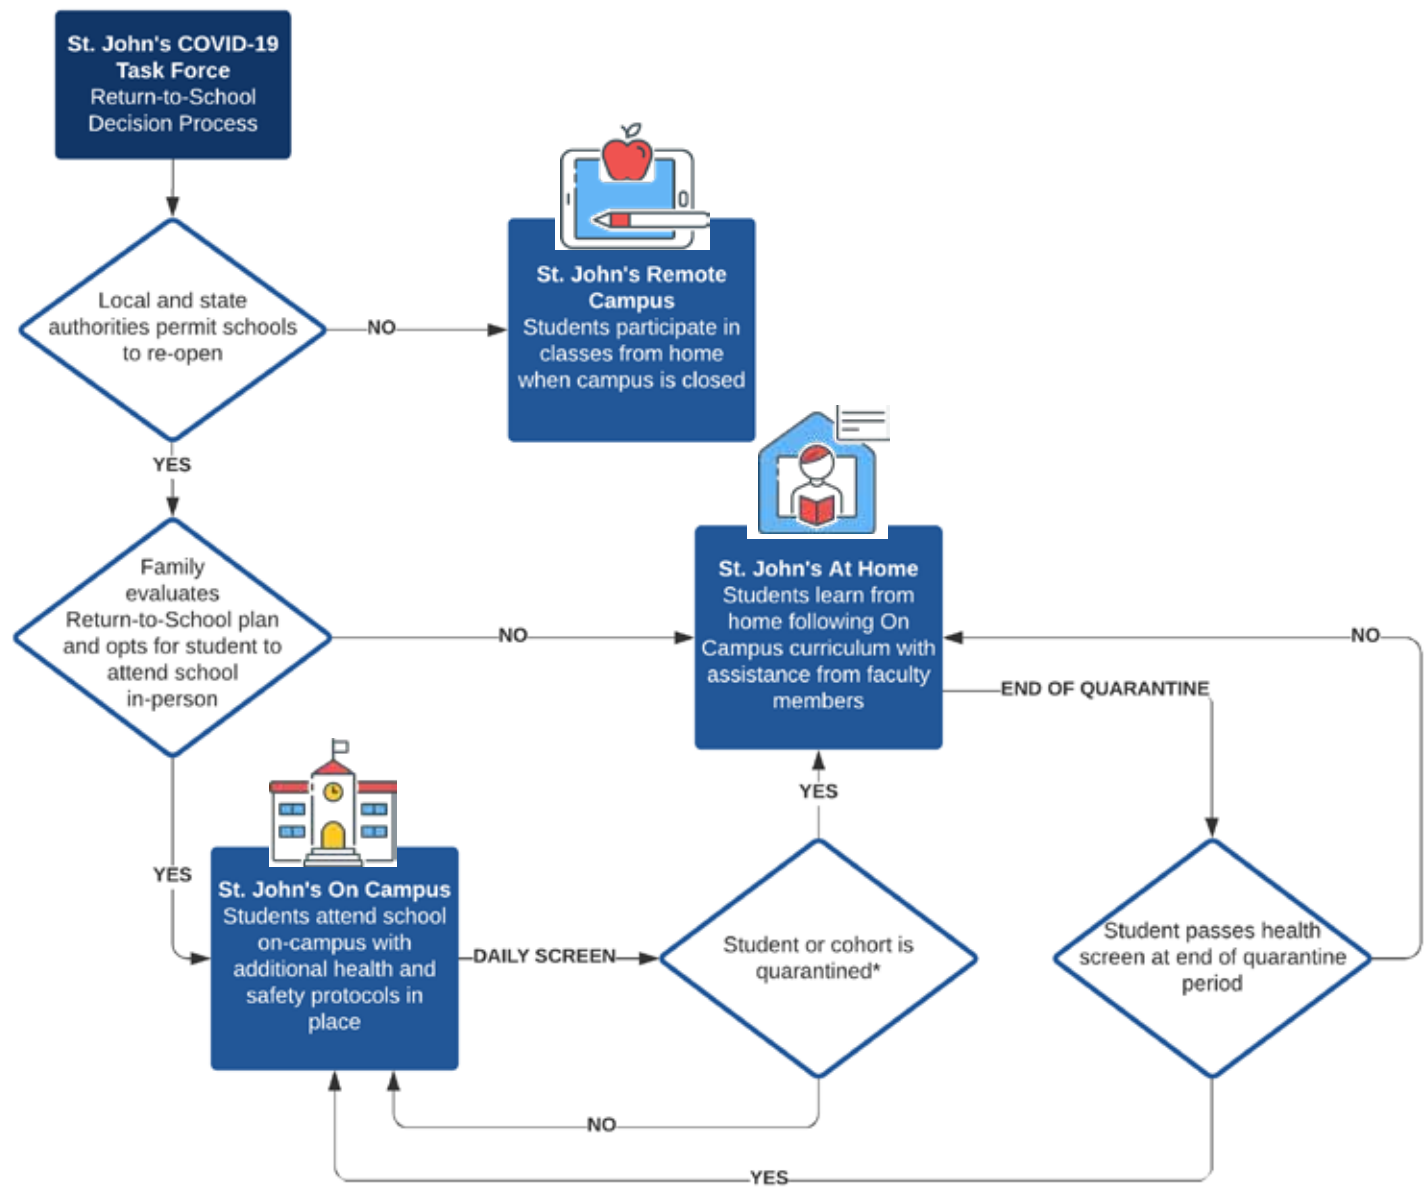 St. John's COVID-19
Task Force
Return-to-School
Decision Process
Local and state
authorities permit schools
to re-open
NO
St. John's Remote
Campus
Students participate in
classes from home
when campus is closed
YES
Family
evaluates
Return-to-School plan
and opts for student to
attend school
in-person
NO
St. John's At Home
Students learn from
home following On
Campus curriculum with
assistance from faculty
members
NO
END OF QUARANTINE
YES
YES
St. John's On Campus
Students attend school
on-campus with
additional health and
safety protocols in
place
DAILY SCREEN
Student or cohort is
quarantined*
Student passes health
screen at end of quarantine
period
NO
YES